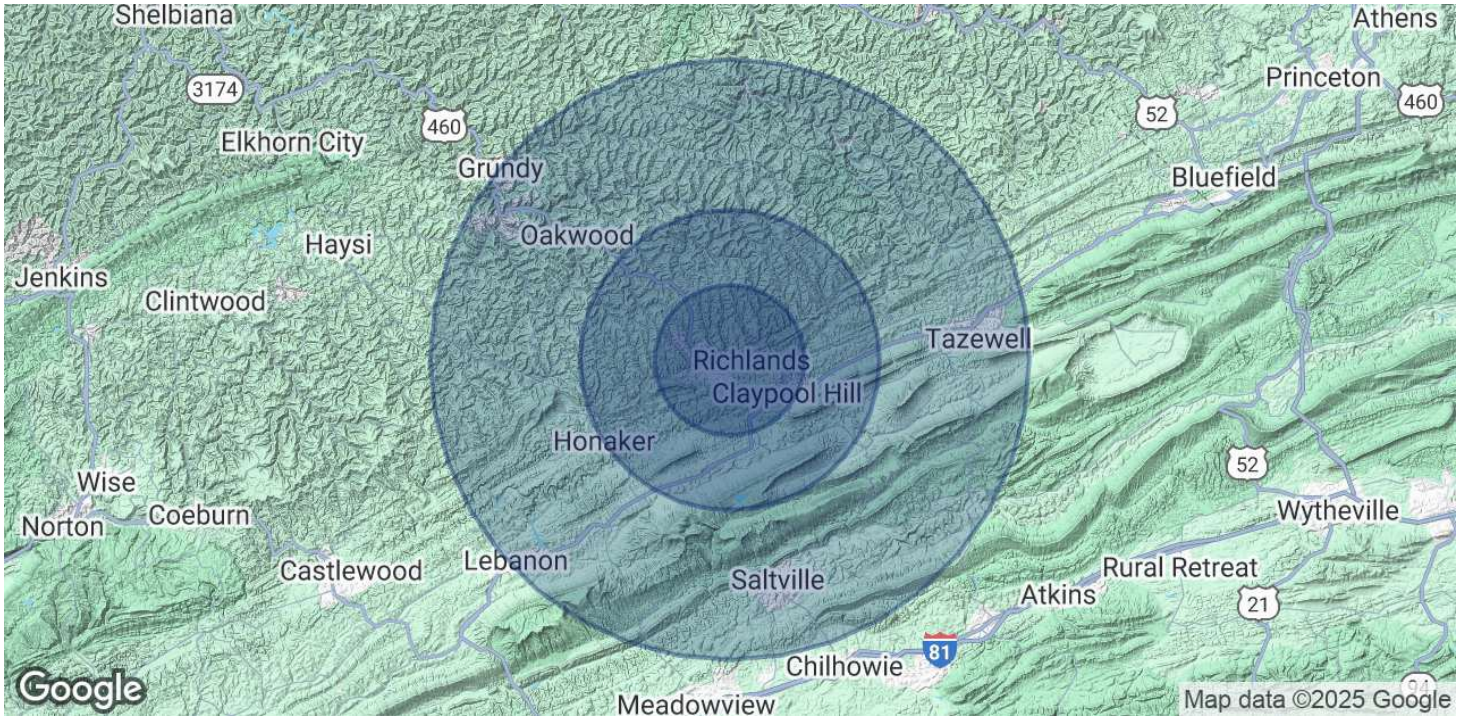 Shelbiana
Athens
3174
Princeton
52
460
460
Elkhorn City
Grundy
Bluefield
Oakwood
Haysi
Jenkins
Clintwood
Tazewell
Richlands
Claypool Hill
Honaker
52
Wise
Norton
Coeburn
Wytheville
Lebanon
Castlewood
Saltville
Rural Retreat
Atkins
21
81
Chilhowie
Google
94
Meadowview
Map data ©2025 Google